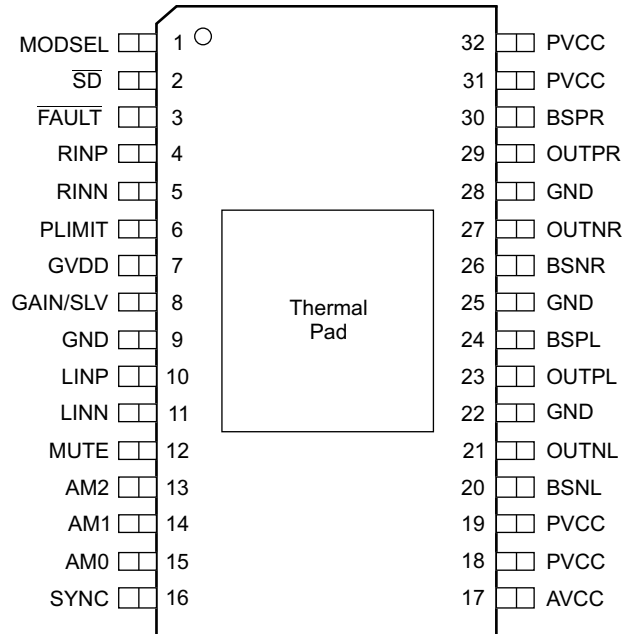 MODSEL 1 32 PVCC
SD 2 31 PVCC
FAULT 3 30 BSPR
RINP 4 29 OUTPR
RINN 5 28 GND
PLIMIT 6 27 OUTNR
GVDD 7 26 BSNR
GAIN/SLV 8 25 GND
GND 9 24 BSPL
LINP 10 23 OUTPL
LINN 11 22 GND
MUTE 12 21 OUTNL
AM2 13 20 BSNL
AM1 14 19 PVCC
AM0 15 18 PVCC
SYNC 16 17 AVCC
Thermal
Pad